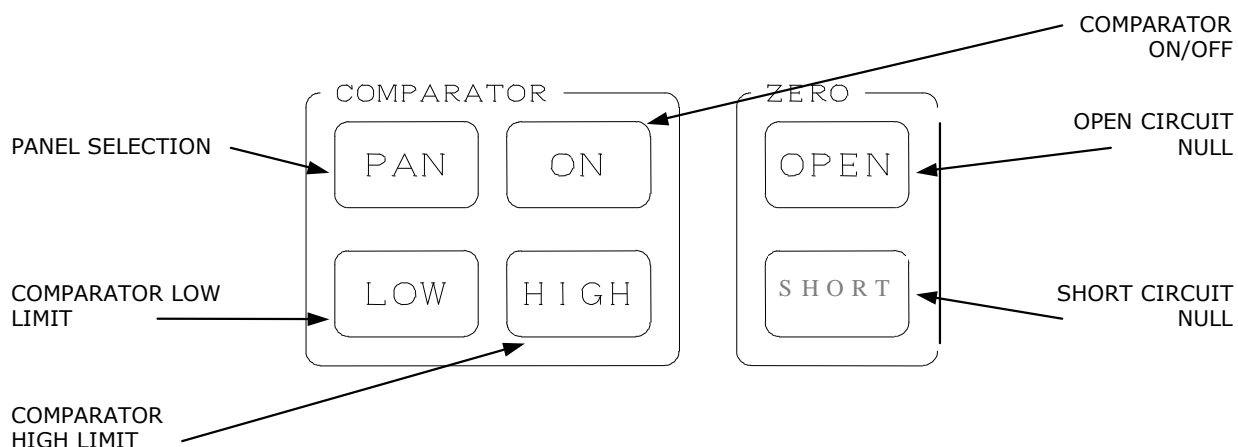 COMPARATOR
ON/OFF
COMPARATOR
ZERO
PANEL SELECTION
PAN
ON
OPEN
OPEN CIRCUIT
NULL
COMPARATOR LOW
LIMIT
LOW
HIGH
SHORT
SHORT CIRCUIT
NULL
COMPARATOR
HIGH LIMIT